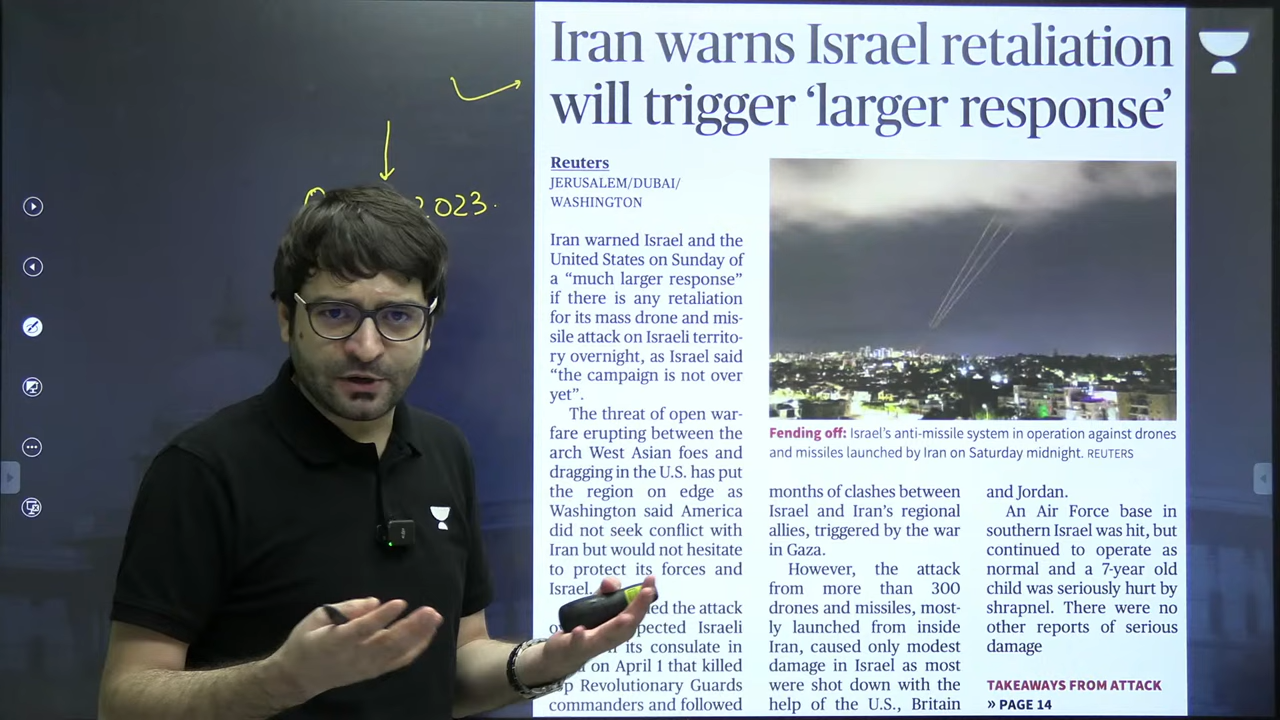 2023.
Iran warns Israel retaliation
will trigger ‘larger response’
Reuters
JERUSALEM/DUBAI/
WASHINGTON
Iran warned Israel and the
United States on Sunday of
a “much larger response”
if there is any retaliation
for its mass drone and mis-
sile attack on Israeli territo-
ry overnight, as Israel said
“the campaign is not over
yet”.
The threat of open war-
fare erupting between the
arch West Asian foes and
dragging in the U.S. has put
the region on edge as
Washington said America
did not seek conflict with
Iran but would not hesitate
to protect its forces and
Israel.
the attack
Israeli
its consulate in
on April 1 that killed
Revolutionary Guards
commanders and followed
Fending off: Israel’s anti-missile system in operation against drones
and missiles launched by Iran on Saturday midnight. REUTERS
months of clashes between
Israel and Iran’s regional
allies, triggered by the war
in Gaza.
However, the attack
from more than 300
drones and missiles, most-
ly launched from inside
Iran, caused only modest
damage in Israel as most
were shot down with the
help of the U.S., Britain
and Jordan.
An Air Force base in
southern Israel was hit, but
continued to operate as
normal and a 7-year old
child was seriously hurt by
shrapnel. There were no
other reports of serious
damage
TAKEAWAYS FROM ATTACK
» PAGE 14